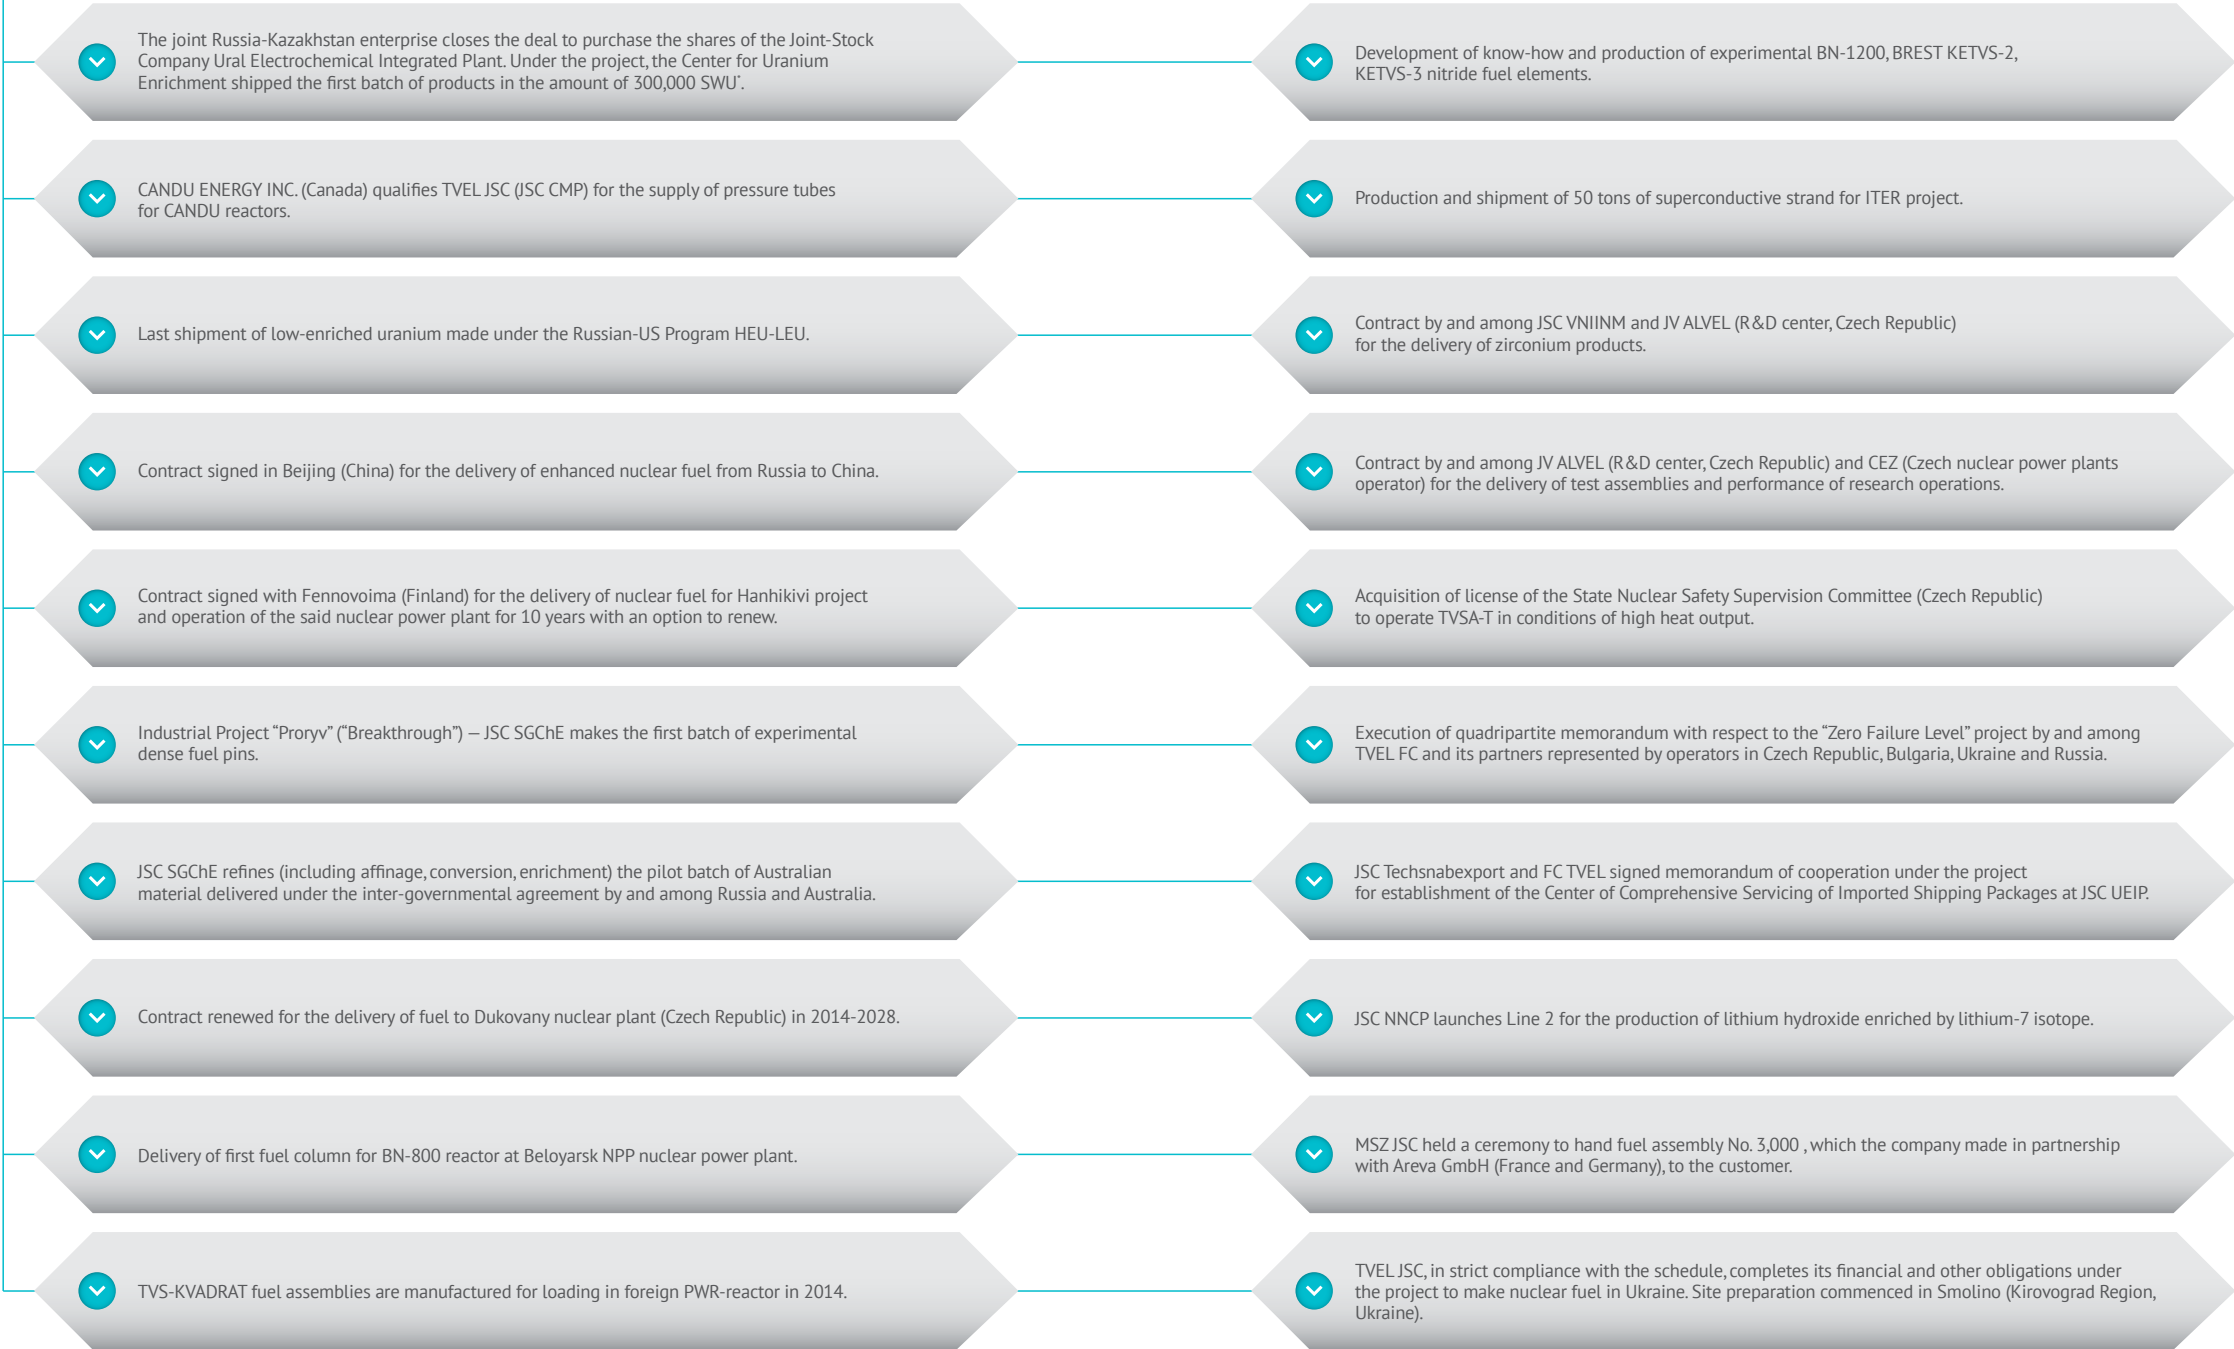 The joint Russia-Kazakhstan enterprise closes the deal to purchase the shares of the Joint-Stock
Company Ural Electrochemical Integrated Plant. Under the project, the Center for Uranium
Enrichment shipped the first batch of products in the amount of 300,000 SWU*.
Development of know-how and production of experimental BN-1200, BREST KETVS-2,
KETVS-3 nitride fuel elements.
CANDU ENERGY INC. (Canada) qualifies TVEL JSC (JSC CMP) for the supply of pressure tubes
for CANDU reactors.
Production and shipment of 50 tons of superconductive strand for ITER project.
Last shipment of low-enriched uranium made under the Russian-US Program HEU-LEU.
Contract by and among JSC VNIINM and JV ALVEL (R&D center, Czech Republic)
for the delivery of zirconium products.
Contract signed in Beijing (China) for the delivery of enhanced nuclear fuel from Russia to China.
Contract by and among JV ALVEL (R&D center, Czech Republic) and CEZ (Czech nuclear power plants
operator) for the delivery of test assemblies and performance of research operations.
Contract signed with Fennovoima (Finland) for the delivery of nuclear fuel for Hanhikivi project
and operation of the said nuclear power plant for 10 years with an option to renew.
Acquisition of license of the State Nuclear Safety Supervision Committee (Czech Republic)
to operate TVSA-T in conditions of high heat output.
Industrial Project “Proryv” (“Breakthrough”) — JSC SGChE makes the first batch of experimental
dense fuel pins.
Execution of quadripartite memorandum with respect to the “Zero Failure Level” project by and among
TVEL FC and its partners represented by operators in Czech Republic, Bulgaria, Ukraine and Russia.
JSC SGChE refines (including affinage, conversion, enrichment) the pilot batch of Australian
material delivered under the inter-governmental agreement by and among Russia and Australia.
JSC Techsnabexport and FC TVEL signed memorandum of cooperation under the project
for establishment of the Center of Comprehensive Servicing of Imported Shipping Packages at JSC UEIP.
Contract renewed for the delivery of fuel to Dukovany nuclear plant (Czech Republic) in 2014-2028.
JSC NNCP launches Line 2 for the production of lithium hydroxide enriched by lithium-7 isotope.
Delivery of first fuel column for BN-800 reactor at Beloyarsk NPP nuclear power plant.
MSZ JSC held a ceremony to hand fuel assembly No. 3,000 , which the company made in partnership
with Areva GmbH (France and Germany), to the customer.
TVS-KVADRAT fuel assemblies are manufactured for loading in foreign PWR-reactor in 2014.
TVEL JSC, in strict compliance with the schedule, completes its financial and other obligations under
the project to make nuclear fuel in Ukraine. Site preparation commenced in Smolino (Kirovograd Region,
Ukraine).